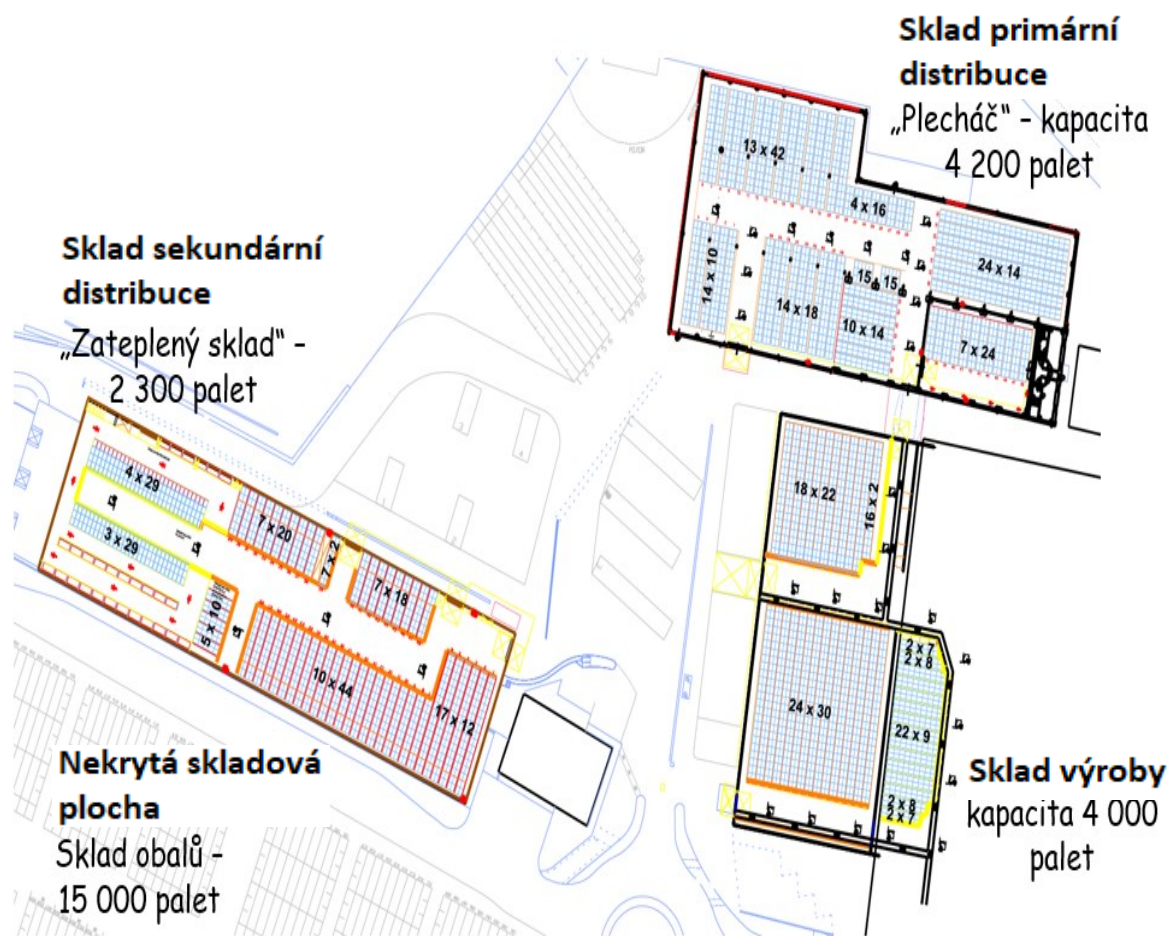 Sklad primární
distribuce
„Plecháč“ - kapacita
4 200 palet
13 x 42
4 x 16
24 x 14
14 x 10
14 x 18
15
15
10 x 14
7 x 24
Sklad sekundární
distribuce
„Zateplený sklad“ -
2 300 palet
4 x 29
3 x 29
7 x 20
7 x 2
7 x 18
5 x 10
10 x 44
17 x 12
18 x 22
16 x 2
24 x 30
2 x 7
2 x 8
22 x 9
2 x 8
2 x 7
Nekrytá skladová
plocha
Sklad obalů -
15 000 palet
Sklad výroby
kapacita 4 000
palet